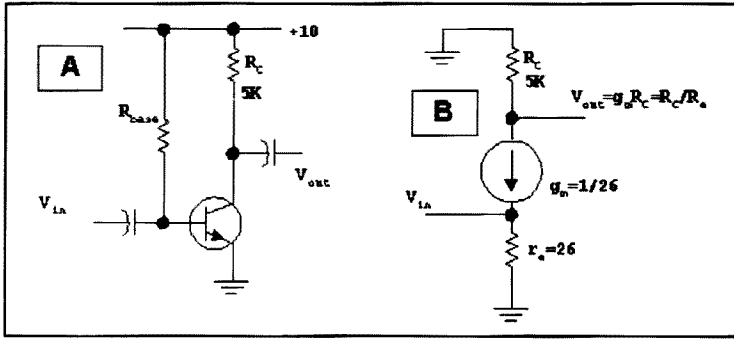 A
+10
R_C
5K
R_base
V_out
V_in
B
R_C
5K
V_out=g_mR_C=R_C/R_e
g_m=1/26
V_in
r_e=26